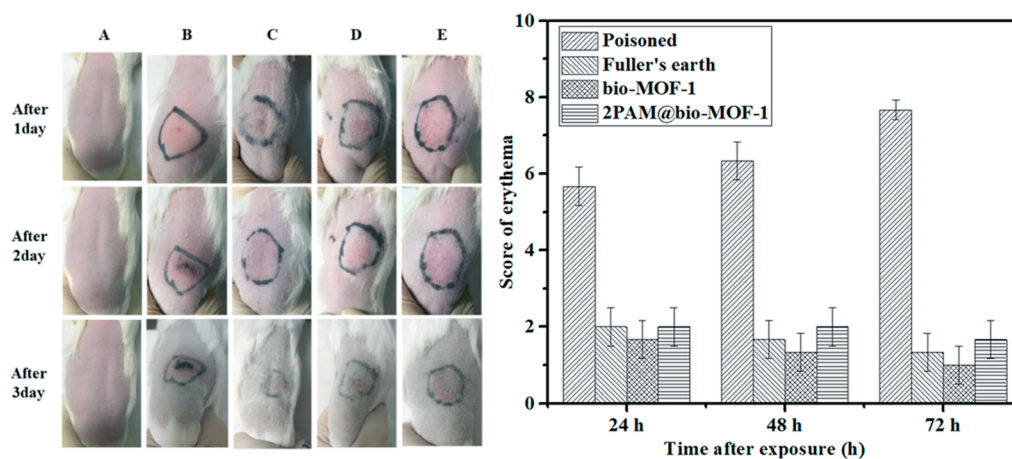 A B C D E
After
1day
After
2day
After
3day
10
8
6
4
2
0
Score of erythema
Poisoned
Fuller's earth
bio-MOF-1
2PAM@bio-MOF-1
24 h 48 h 72 h
Time after exposure (h)